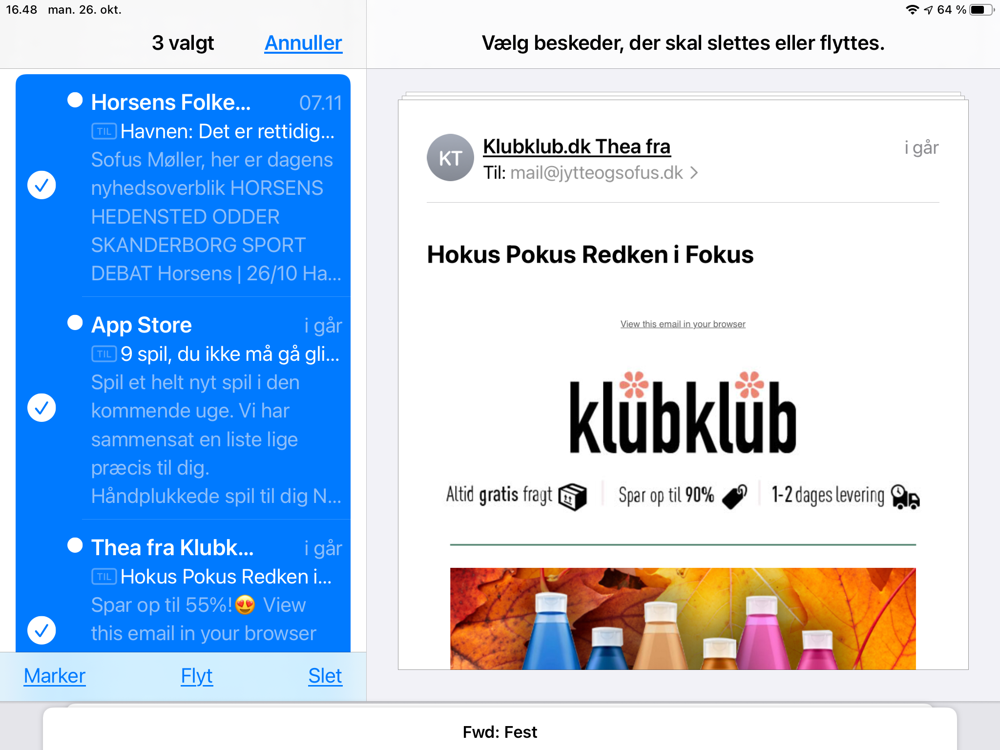 16.48 man. 26. okt.
64 %
3 valgt
Annuller
Vælg beskeder, der skal slettes eller flyttes.
Horsens Folke... 07.11
TIL Havnen: Det er rettidig...
Sofus Møller, her er dagens
nyhedsoverblik HORSENS
HEDENSTED ODDER
SKANDERBORG SPORT
DEBAT Horsens | 26/10 Ha...
App Store i går
TIL 9 spil, du ikke må gå gli...
Spil et helt nyt spil i den
kommende uge. Vi har
sammensat en liste lige
præcis til dig.
Håndplukkede spil til dig N...
Thea fra Klubk... i går
TIL Hokus Pokus Redken i...
Spar op til 55%!😍 View
this email in your browser
Marker Flyt Slet
KT
Klubklub.dk Thea fra i går
Til: mail@jytteogsofus.dk >
Hokus Pokus Redken i Fokus
View this email in your browser
klubklub
Altid gratis fragt
Spar op til 90%
1-2 dages levering
Fwd: Fest